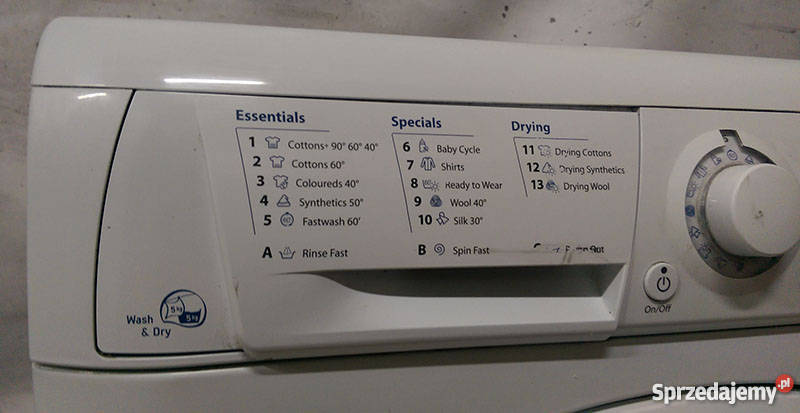 Essentials
1 Cottons+ 90° 60° 40°
2 Cottons 60°
3 Coloureds 40°
4 Synthetics 50°
5 Fastwash 60'
A Rinse Fast
Specials
6 Baby Cycle
7 Shirts
8 Ready to Wear
9 Wool 40°
10 Silk 30°
B Spin Fast
Drying
11 Drying Cottons
12 Drying Synthetics
13 Drying Wool
Out
On/Off
5kg
5kg
Wash
& Dry
Sprzedajemy.pl